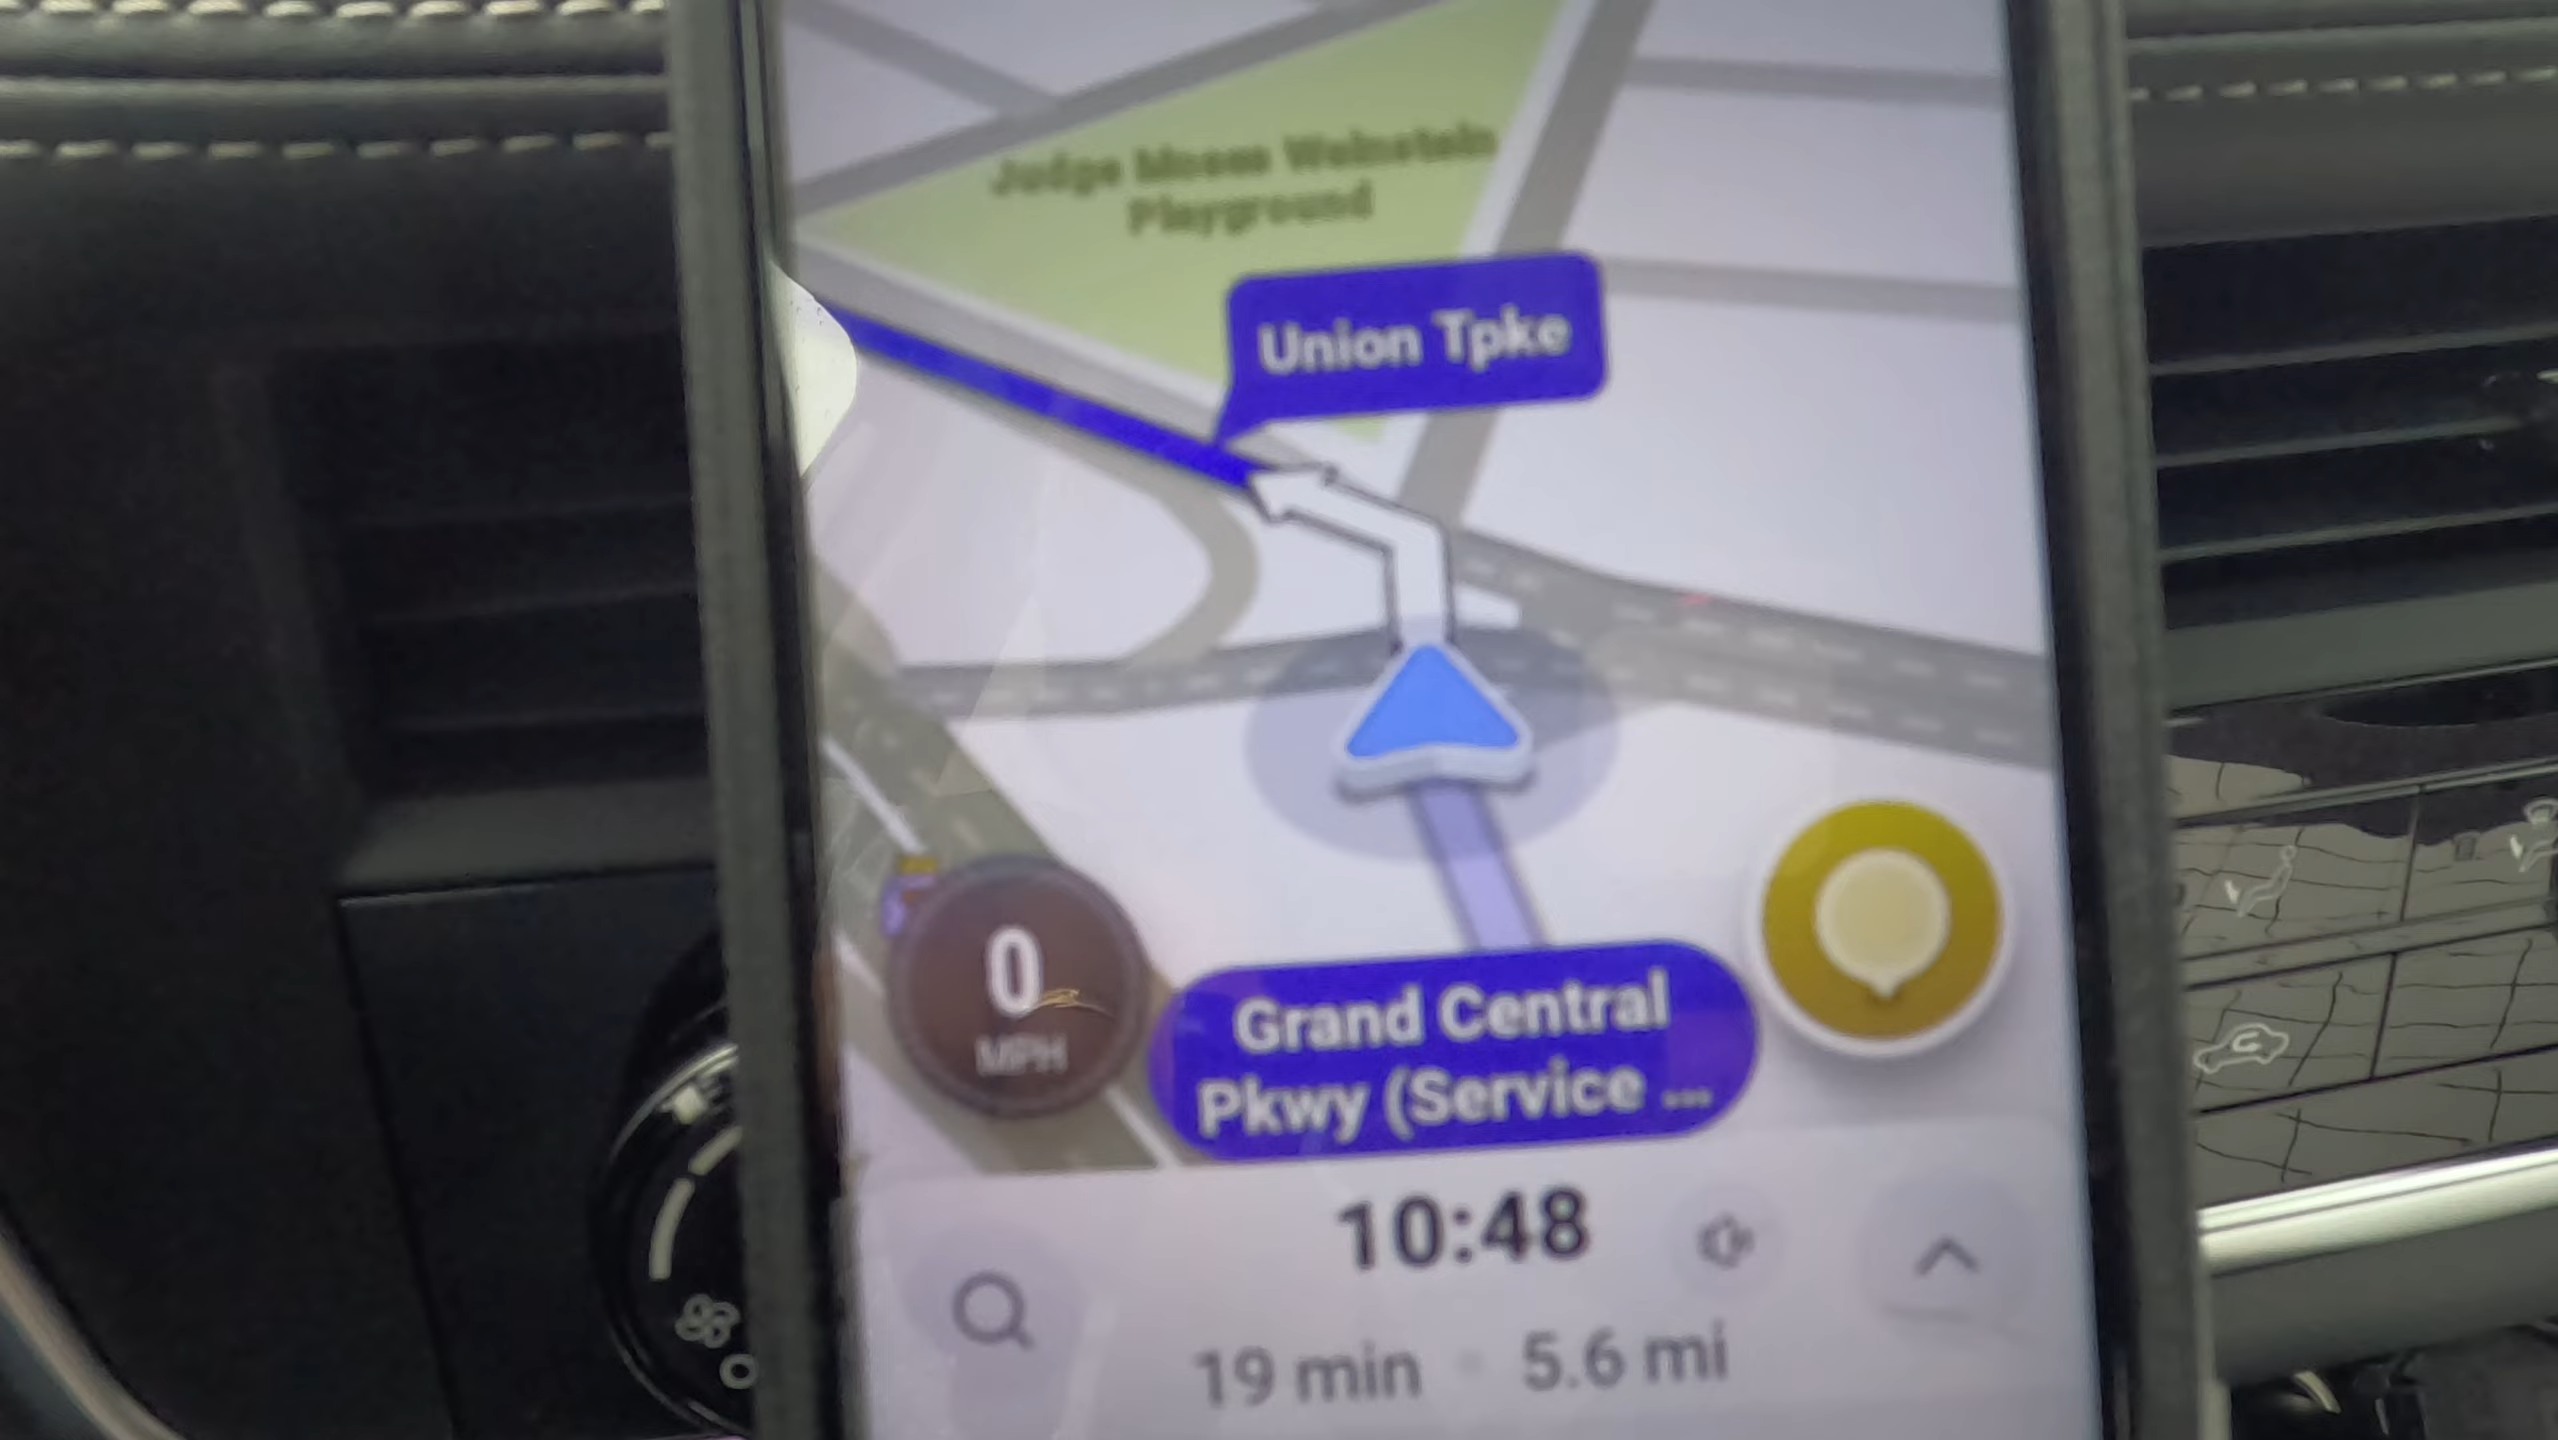 Judge Moses Weinstein
Playground
Union Tpke
0
MPH
Grand Central
Pkwy (Service ...
10:48
19 min
5.6 mi